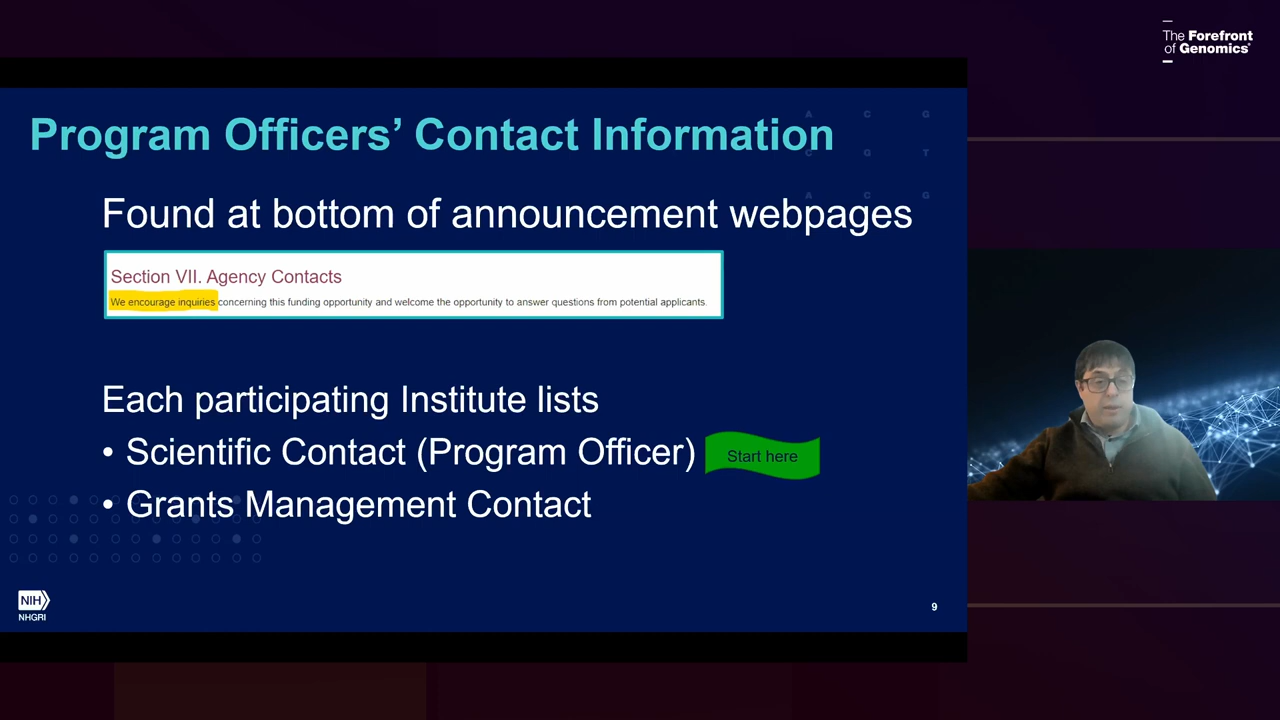 The Forefront
of Genomics®
Program Officers’ Contact Information
A C G
C G T
A C G
Found at bottom of announcement webpages
Section VII. Agency Contacts
We encourage inquiries concerning this funding opportunity and welcome the opportunity to answer questions from potential applicants.
Each participating Institute lists
• Scientific Contact (Program Officer)
Start here
• Grants Management Contact
NIH
NHGRI
9